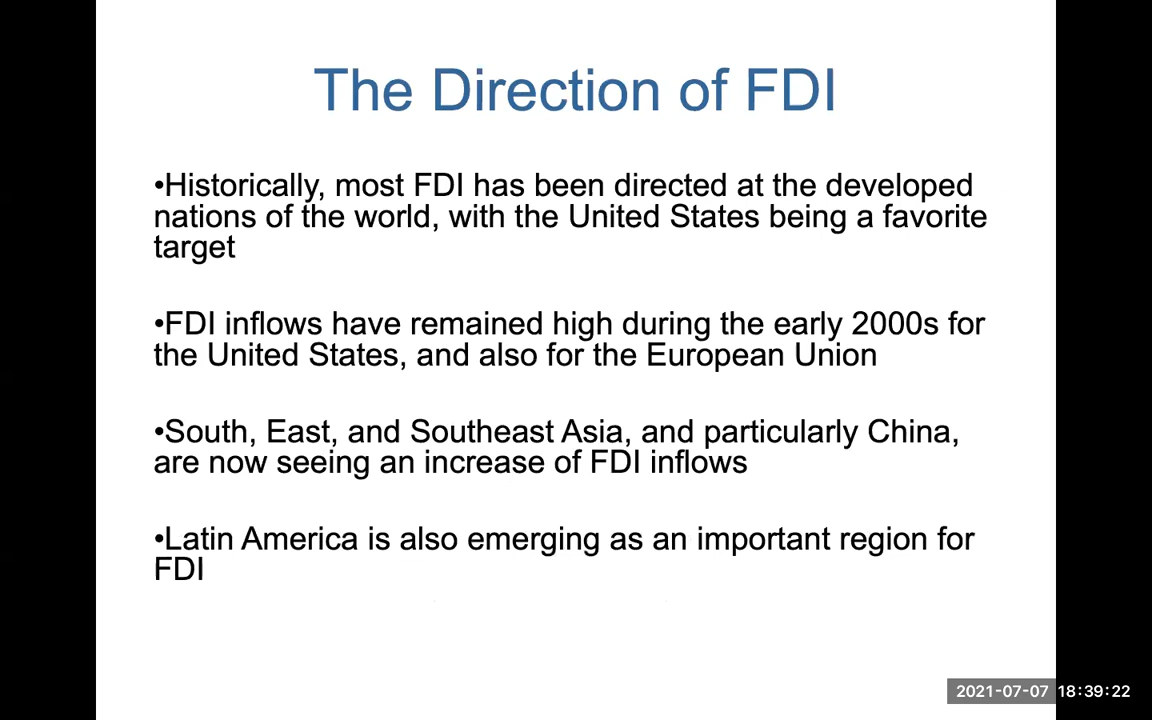 The Direction of FDI
•Historically, most FDI has been directed at the developed
nations of the world, with the United States being a favorite
target
•FDI inflows have remained high during the early 2000s for
the United States, and also for the European Union
•South, East, and Southeast Asia, and particularly China,
are now seeing an increase of FDI inflows
•Latin America is also emerging as an important region for
FDI
2021-07-07 18:39:22